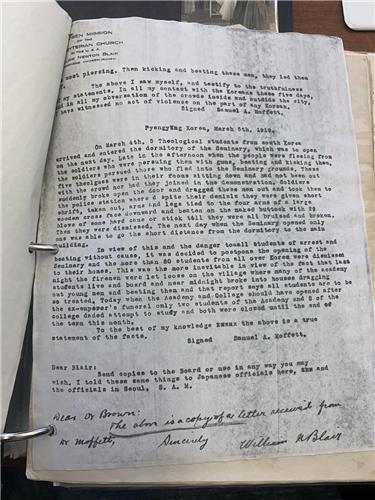 EN MISSION
OF THE
YTERIAN CHURCH
IN THE U. S. A.
NEWTON BLAIR
most piersing. Then kicking and beating these men, they led them
The above I saw myself, and testify to the truthfulness
my statements. In all my contact with the Koreans these five days,
and in all my observation of the crowds inside and outside the city,
have witnessed no act of violence on the part of any Korean.
Signed Samuel A. Moffett.
Pyengyang Korea, March 5th, 1919.
On March 4th, 5 Theological students from south Korea
arrived and entered the dormitory of the Seminary, which was to open
on the next day. Late in the afternoon when the people were fleeing from
the soldiers who were persuing them with guns, beating and kicking them,
the soldiers persued those who fled into the Seminary grounds, These
five theologues were in their rooms sitting down and had not been out
with the crowd nor had they joined in the demonstration. Soldiers
suddenly broke open the door and dragged these men out and took them to
the police station where d spite their denials they were given short
shrift, taken out, arms and legs tied to the four arms of a large
wooden cross face downward and beaten on the naked buttock with 29
blows of some hard cane or stick till they were all bruised and broken.
Then they were dismissed. The next day when the Seminary opened only
one was able to go the short distance from the dormitory to the main
building.
In view of this and the danger to all students of arrest and
beating without cause, it was decided to postpone the opening of the
Seminary and the more than 80 students from all over Korea were dismissed
to their homes. This was the more inevitable in view of the fact that last
night the firemen were let loose on the village where many of the academy
students live and board and near midnight broke into houses dragging
out young men and beating them and that report says all students are to be
so treated. Today when the Academy and College should have opened after
the ex-emperor's funeral only two students of the Academy and 8 of the
college dared attempt to study and both were closed until the end of
the term this month.
To the best of my knowledge xxxxx the above is a true
statement of the facts. Signed Samuel A. Moffett.
Dear Blair:
Send copies to the Board or use in any way you may
wish, I told these same things to Japanese officials here, xxx and
the officials in Seoul, S. A. M.
Dear Dr Brown:
The above is a copy of a letter received from
Dr Moffett, Sincerely William N Blair